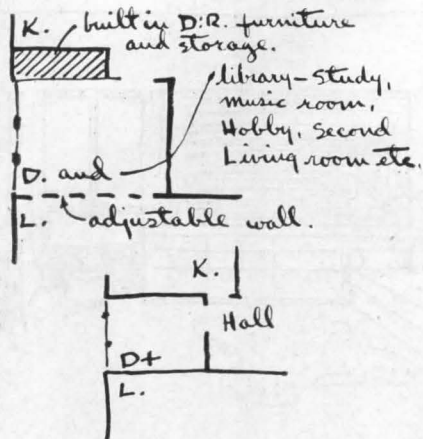 K. built in D.R. furniture
and storage.
library-study,
music room,
Hobby, Second
Living room etc.
D. and
L. adjustable wall.
K.
Hall
D+
L.